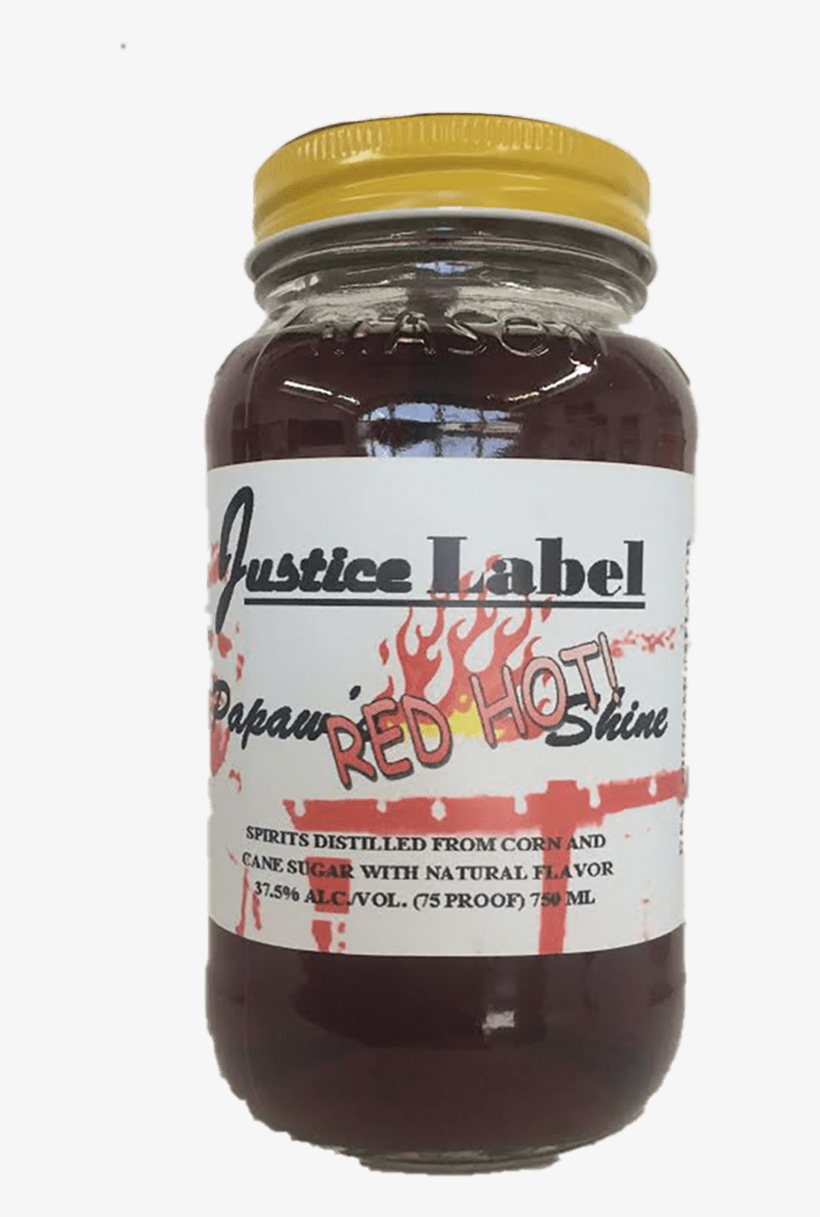 MASON
Justice Label
Papaw's RED HOT! Shine
SPIRITS DISTILLED FROM CORN AND
CANE SUGAR WITH NATURAL FLAVOR
37.5% ALC./VOL. (75 PROOF) 750 ML